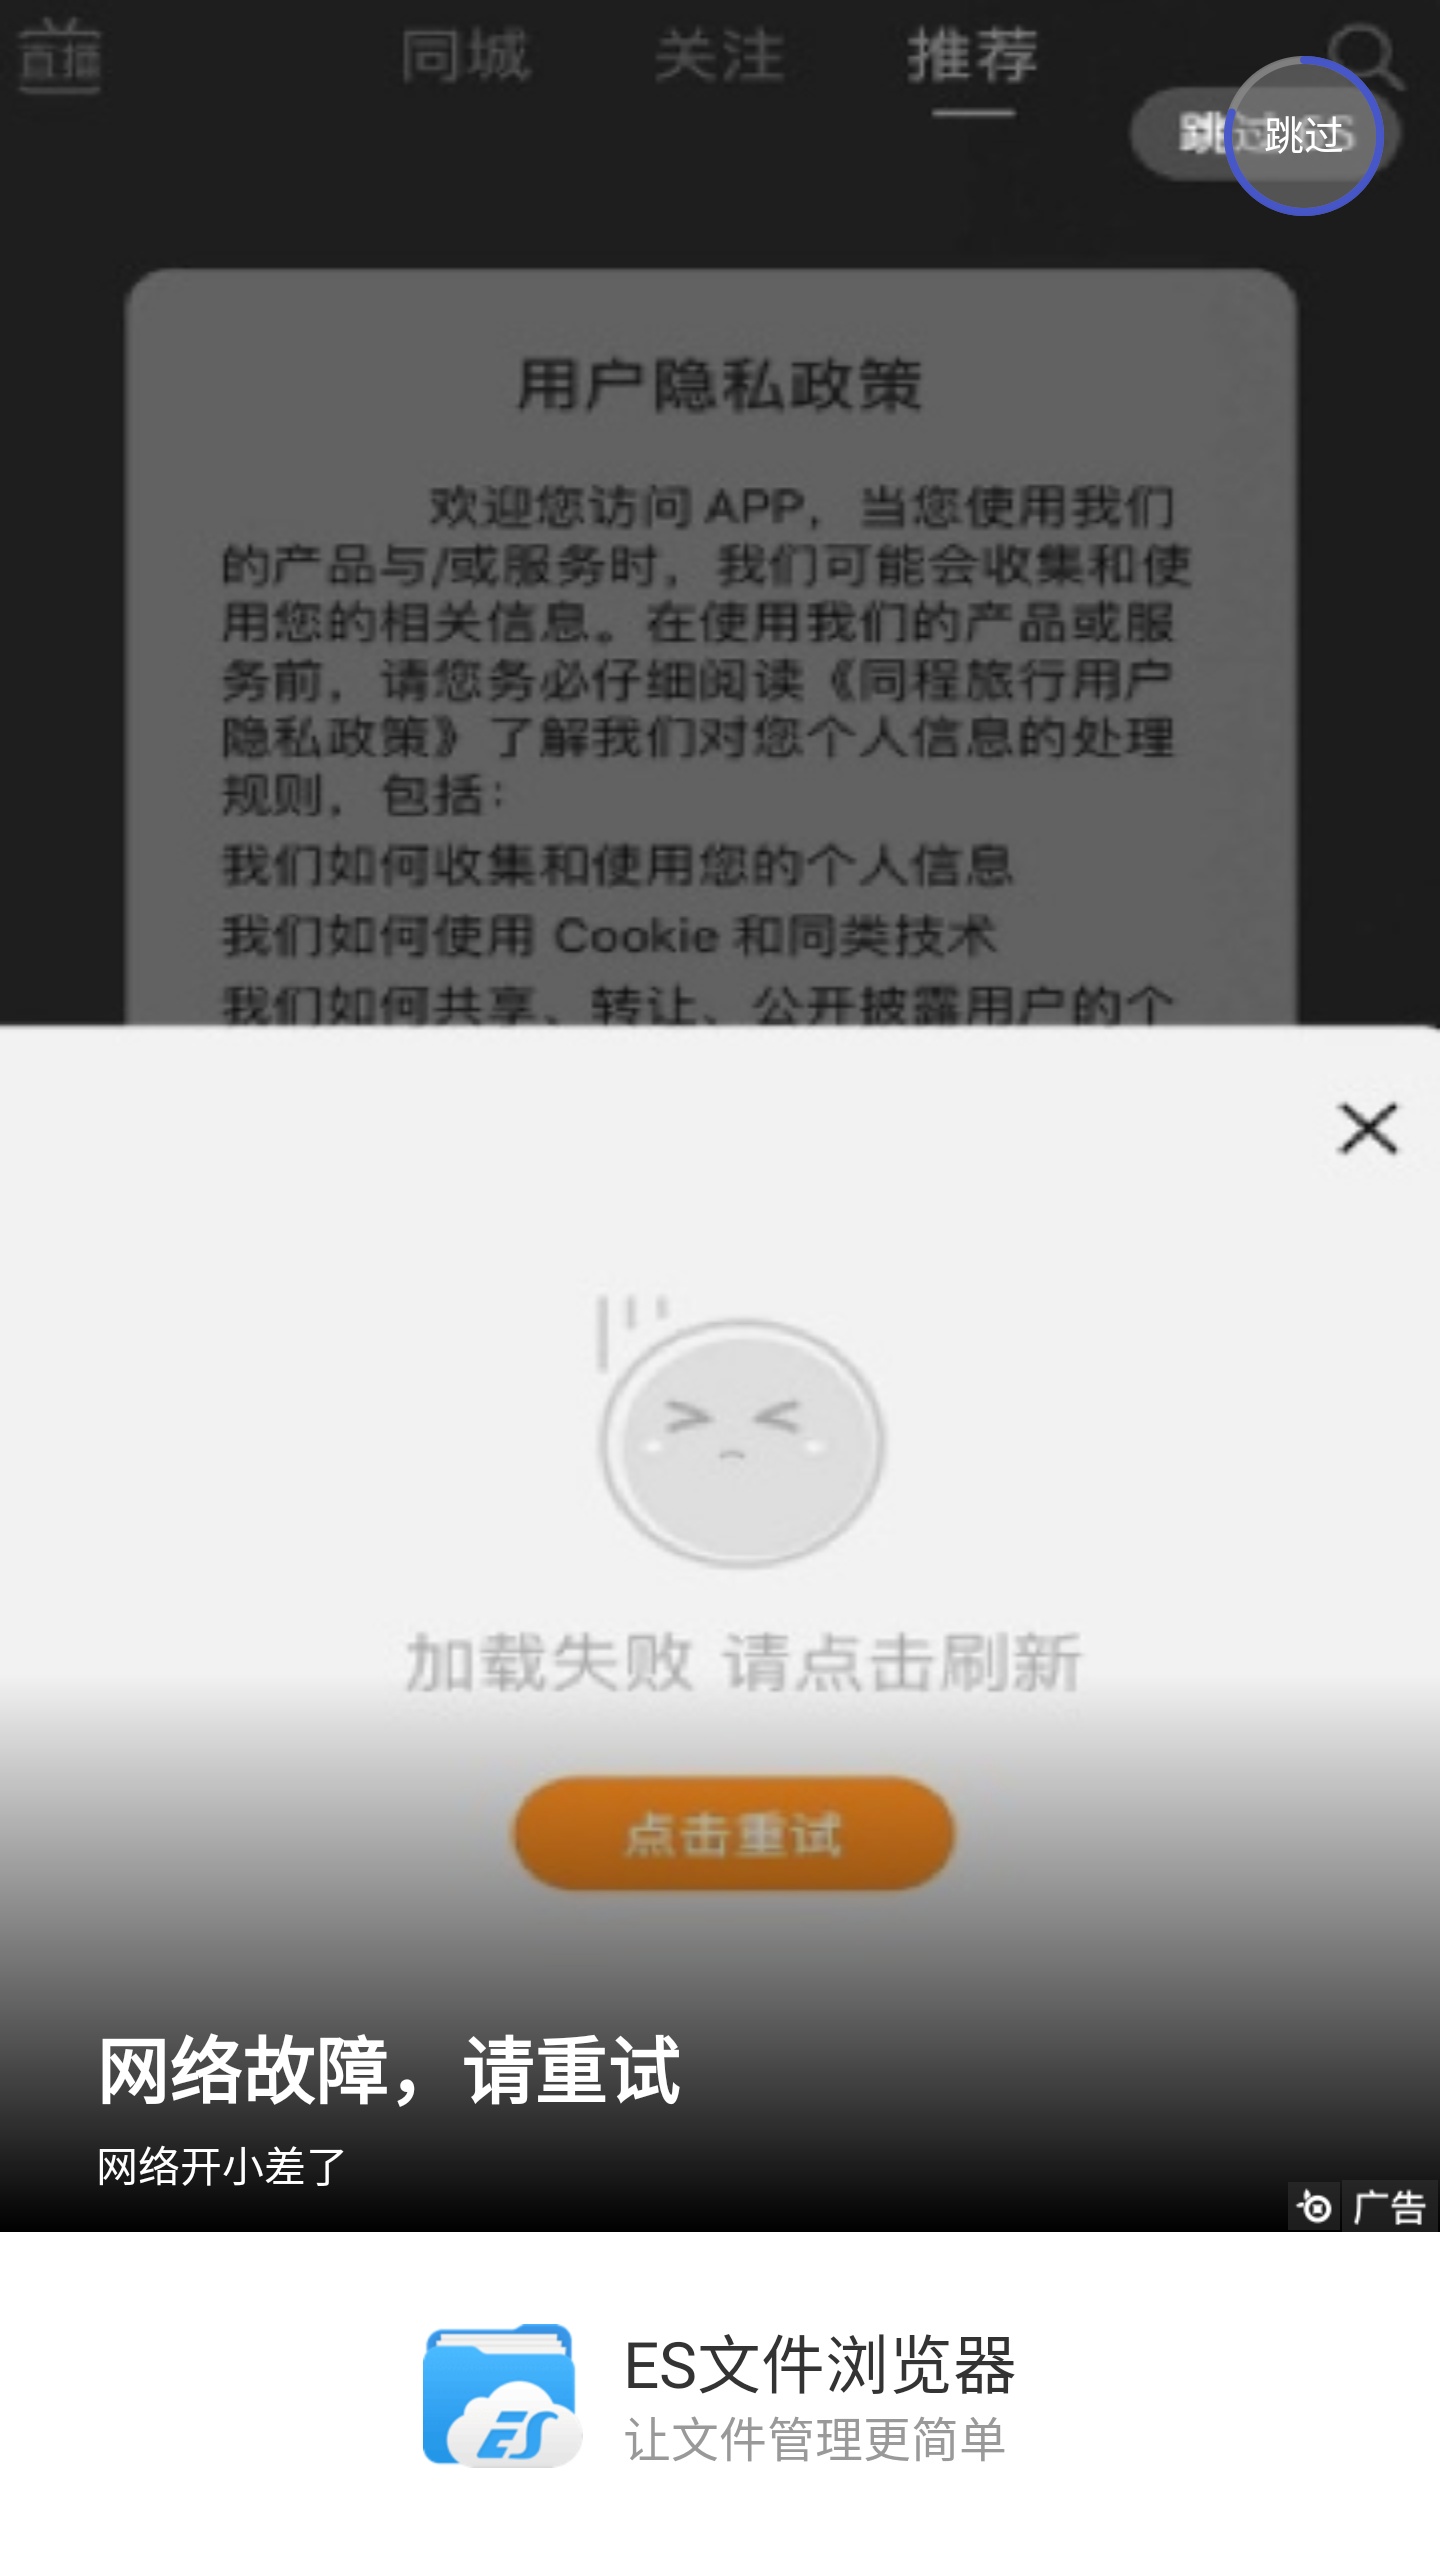 直播
同城
关注
推荐
跳过
用户隐私政策
欢迎您访问 APP，当您使用我们
的产品与/或服务时，我们可能会收集和使
用您的相关信息。在使用我们的产品或服
务前，请您务必仔细阅读《同程旅行用户
隐私政策》了解我们对您个人信息的处理
规则，包括：
我们如何收集和使用您的个人信息
我们如何使用 Cookie 和同类技术
我们如何共享、转让、公开披露用户的个
加载失败 请点击刷新
点击重试
网络故障，请重试
网络开小差了
广告
ES文件浏览器
让文件管理更简单